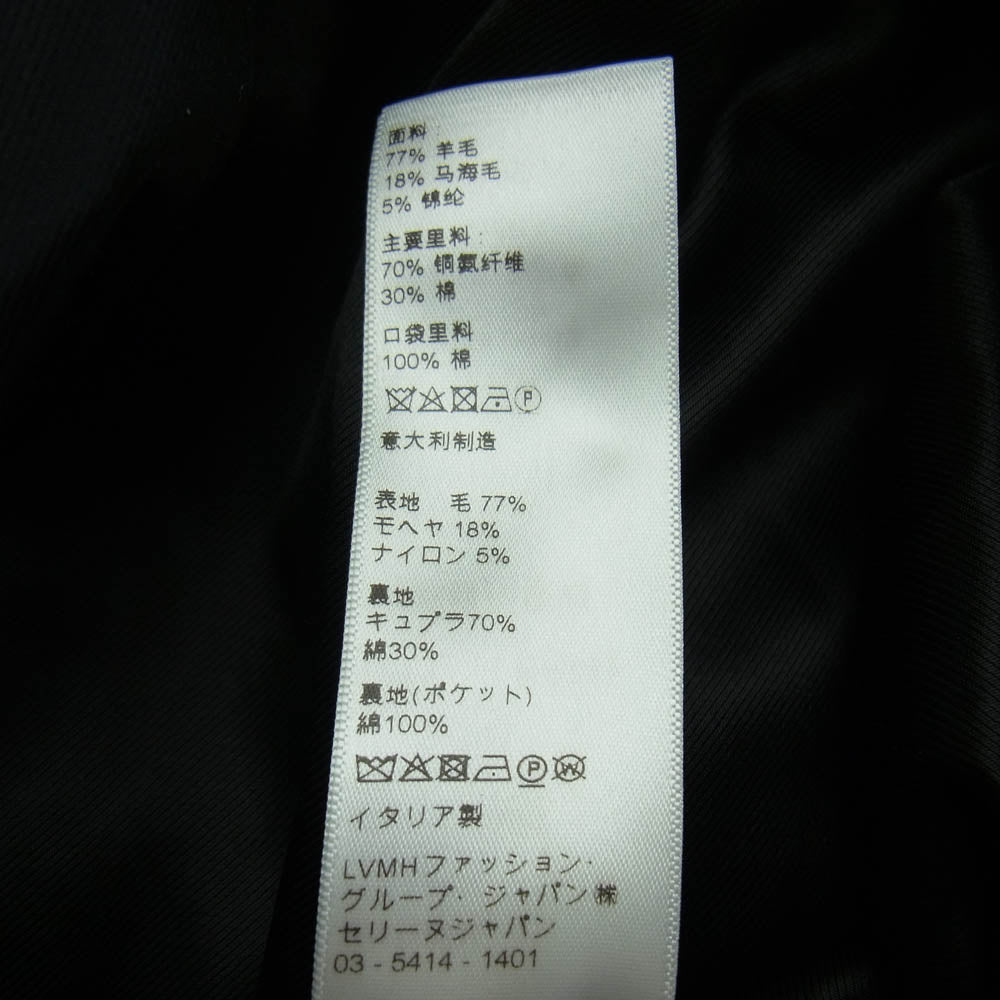 面料:
77% 羊毛
18% 马海毛
5% 锦纶
主要里料:
70% 铜氨纤维
30% 棉
口袋里料
100% 棉
P
意大利制造
表地 毛 77%
モヘヤ 18%
ナイロン 5%
裏地
キュプラ70%
綿30%
裏地(ポケット)
綿100%
P W
イタリア製
LVMHファッション・
グループ・ジャパン㈱
セリーヌジャパン
03 - 5414 - 1401